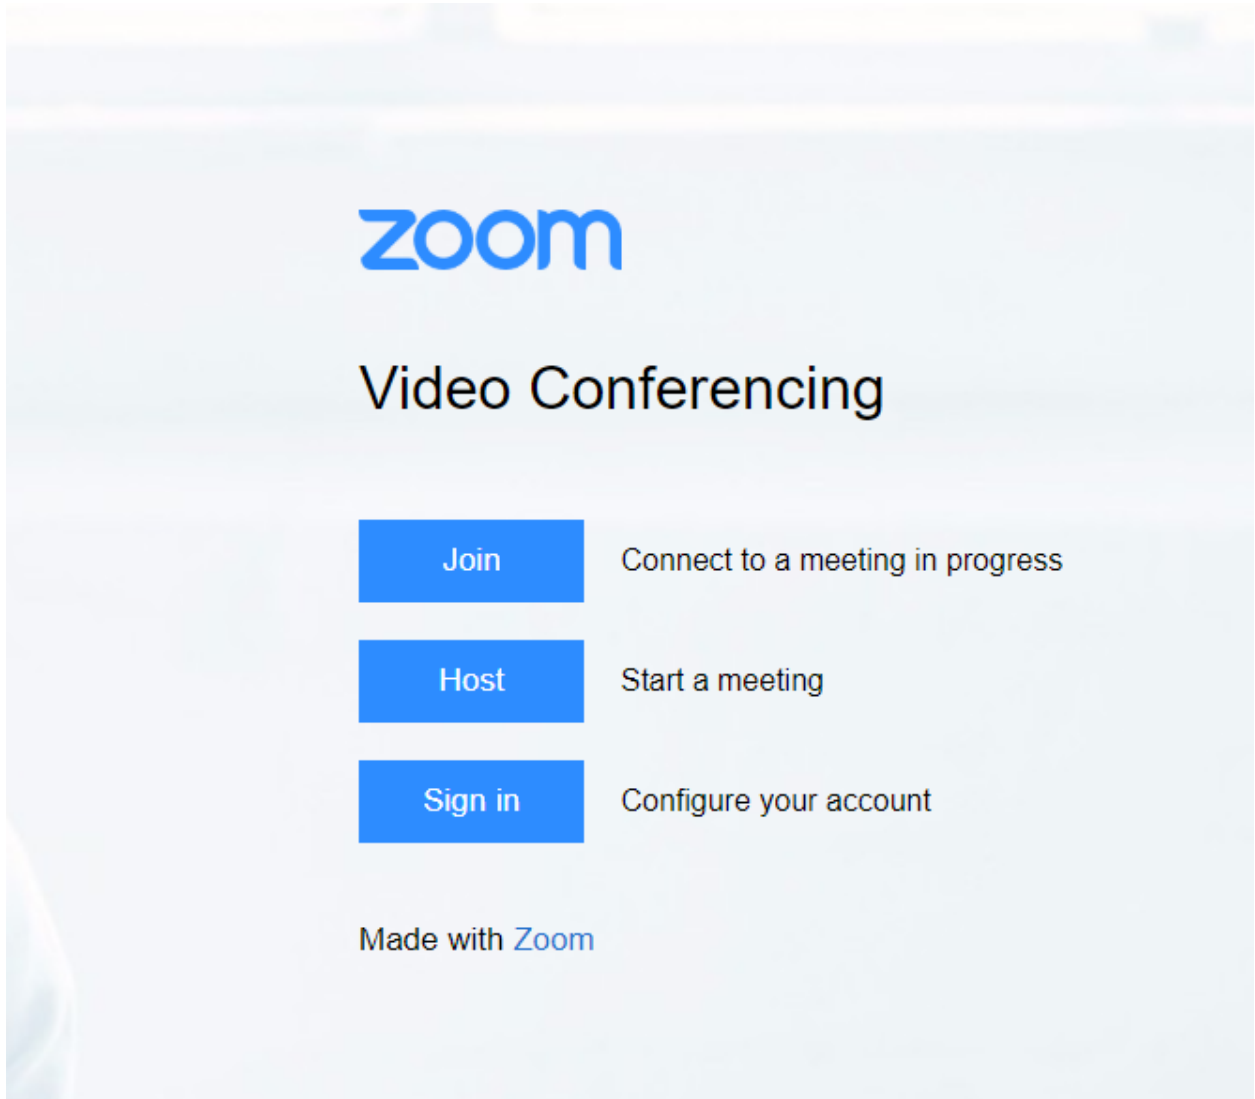 zoom
Video Conferencing
Join Connect to a meeting in progress
Host Start a meeting
Sign in Configure your account
Made with Zoom